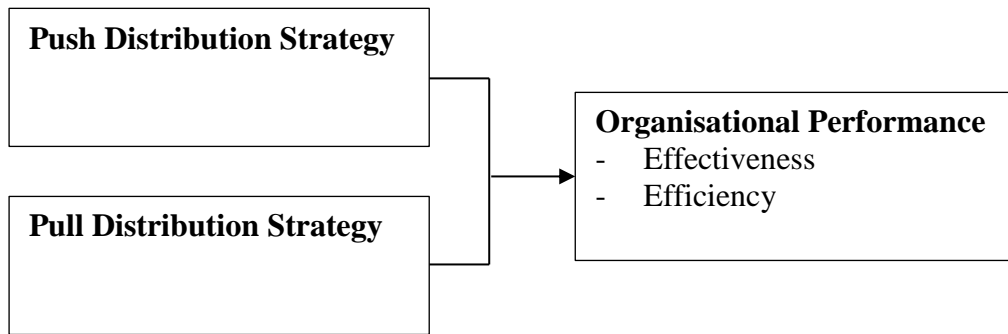 Push Distribution Strategy
Pull Distribution Strategy
Organisational Performance
- Effectiveness
- Efficiency